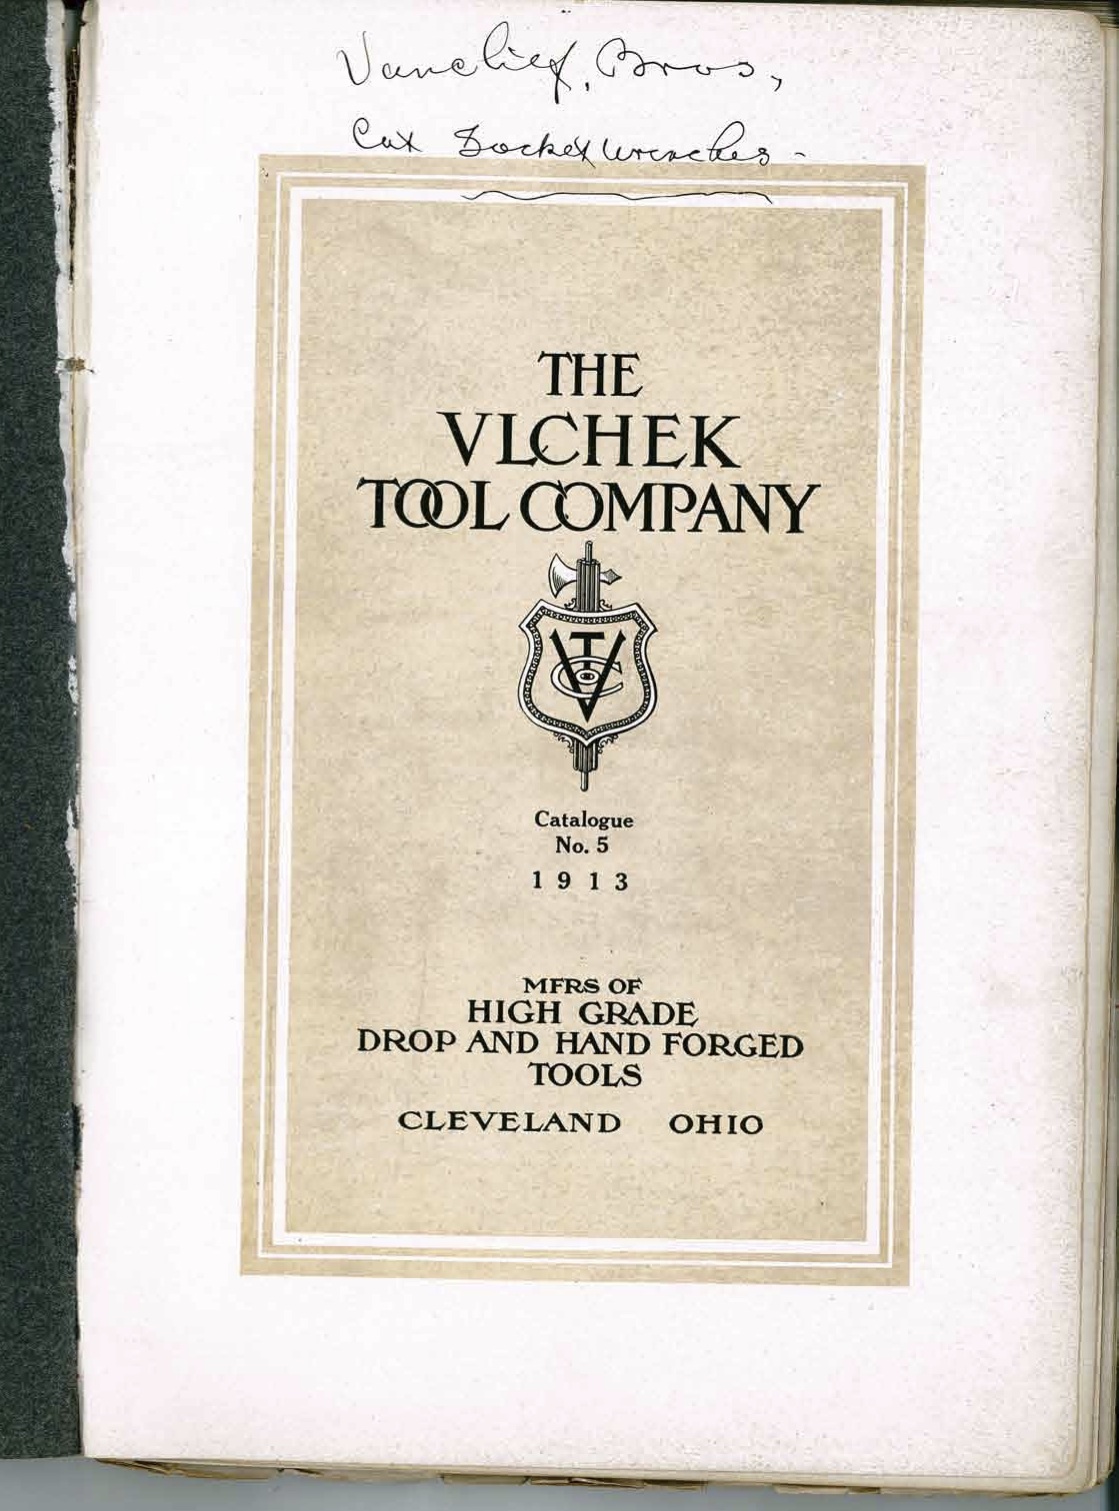 Vanclief, Bros,
Cat Socket Wrenches -
THE
VLCHEK
TOOL COMPANY
VTC
Catalogue
No. 5
1913
MFRS OF
HIGH GRADE
DROP AND HAND FORGED
TOOLS
CLEVELAND OHIO